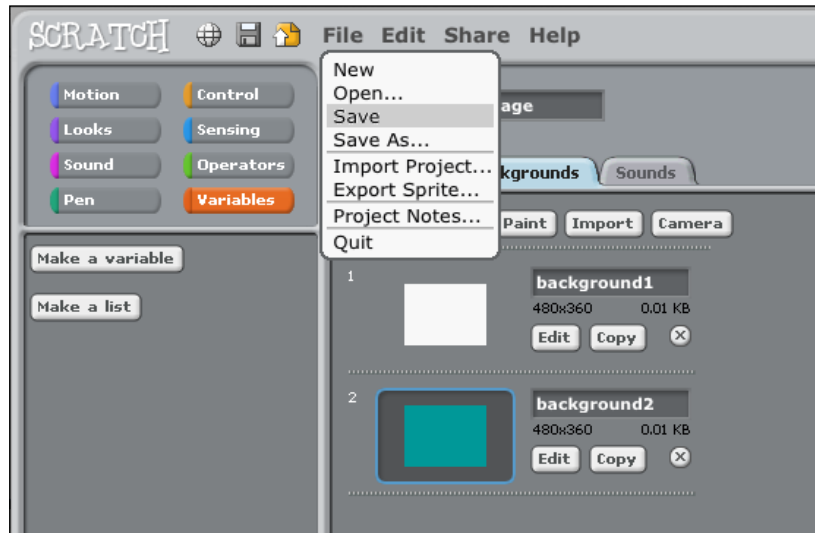 SCRATCH File Edit Share Help
New
Open...
Save
Save As...
Import Project...
Export Sprite...
Project Notes...
Quit
Motion Control
Looks Sensing
Sound Operators
Pen Variables
Make a variable
Make a list
age
kgrounds Sounds
Paint Import Camera
1
background1
480x360 0.01 KB
Edit Copy
2
background2
480x360 0.01 KB
Edit Copy